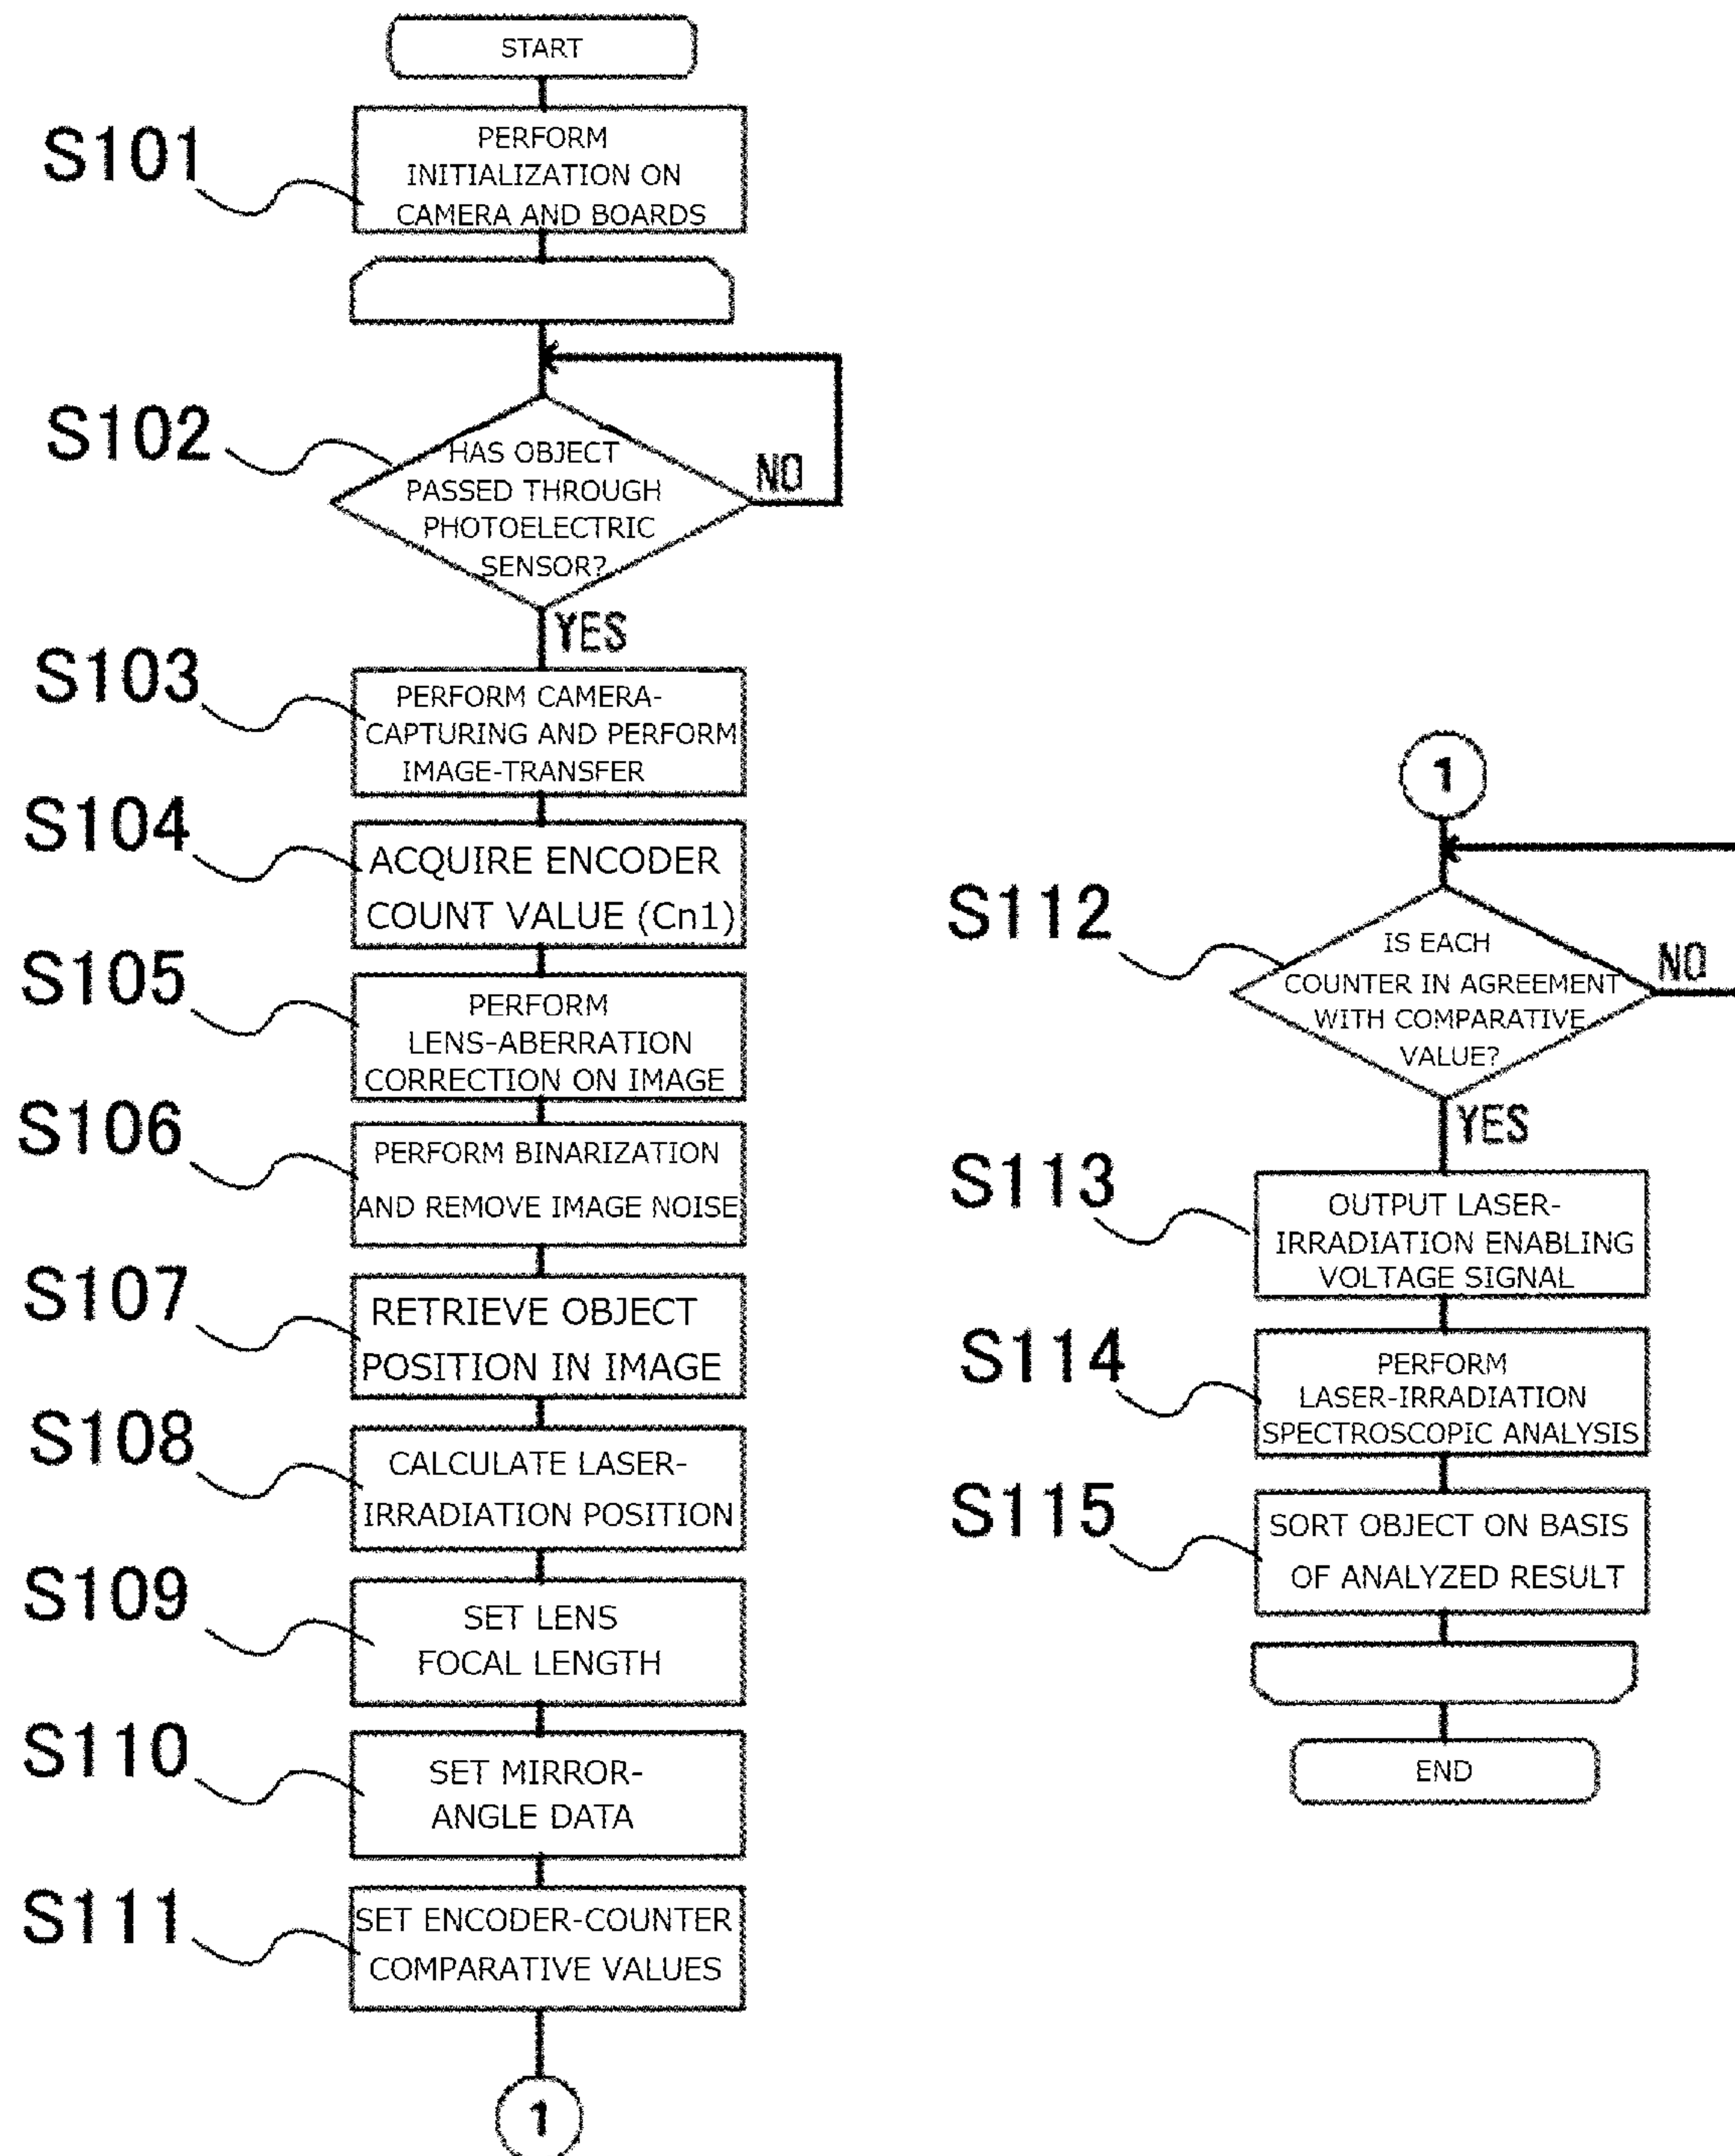 START
S101
PERFORM
INITIALIZATION ON
CAMERA AND BOARDS
S102
HAS OBJECT
PASSED THROUGH
PHOTOELECTRIC
SENSOR?
NO
YES
S103
PERFORM CAMERA-
CAPTURING AND PERFORM
IMAGE-TRANSFER
S104
ACQUIRE ENCODER
COUNT VALUE (Cn1)
S105
PERFORM
LENS-ABERRATION
CORRECTION ON IMAGE
S106
PERFORM BINARIZATION
AND REMOVE IMAGE NOISE
S107
RETRIEVE OBJECT
POSITION IN IMAGE
S108
CALCULATE LASER-
IRRADIATION POSITION
S109
SET LENS
FOCAL LENGTH
S110
SET MIRROR-
ANGLE DATA
S111
SET ENCODER-COUNTER
COMPARATIVE VALUES
1
1
S112
IS EACH
COUNTER IN AGREEMENT
WITH COMPARATIVE
VALUE?
NO
YES
S113
OUTPUT LASER-
IRRADIATION ENABLING
VOLTAGE SIGNAL
S114
PERFORM
LASER-IRRADIATION
SPECTROSCOPIC ANALYSIS
S115
SORT OBJECT ON BASIS
OF ANALYZED RESULT
END